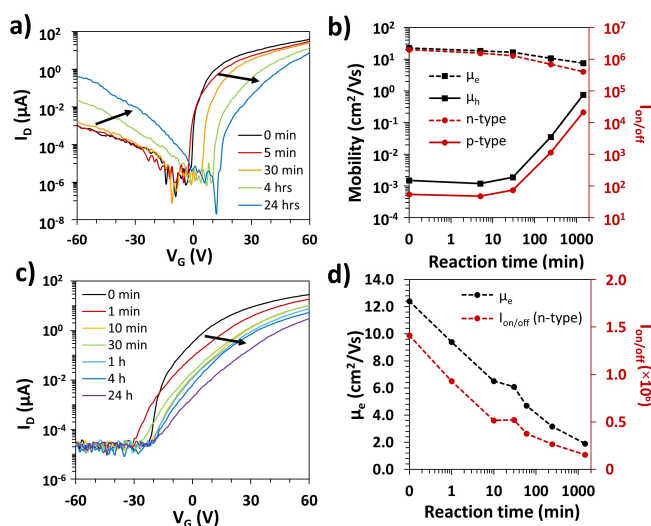 a)
10²
10⁰
10⁻²
10⁻⁴
10⁻⁶
10⁻⁸
I_D (µA)
-60 -30 0 30 60
V_G (V)
0 min
5 min
30 min
4 hrs
24 hrs
b)
10³
10²
10¹
10⁰
10⁻¹
10⁻²
10⁻³
10⁻⁴
Mobility (cm²/Vs)
µ_e
µ_h
n-type
p-type
10⁷
10⁶
10⁵
10⁴
10³
10²
10¹
I_on/off
0 1 10 100 1000
Reaction time (min)
c)
10²
10⁰
10⁻²
10⁻⁴
10⁻⁶
I_D (µA)
0 min
1 min
10 min
30 min
1 h
4 h
24 h
-60 -30 0 30 60
V_G (V)
d)
14.0
12.0
10.0
8.0
6.0
4.0
2.0
0.0
µ_e (cm²/Vs)
µ_e
I_on/off (n-type)
2.0
1.5
1.0
0.5
0.0
I_on/off (×10⁶)
0 1 10 100 1000
Reaction time (min)